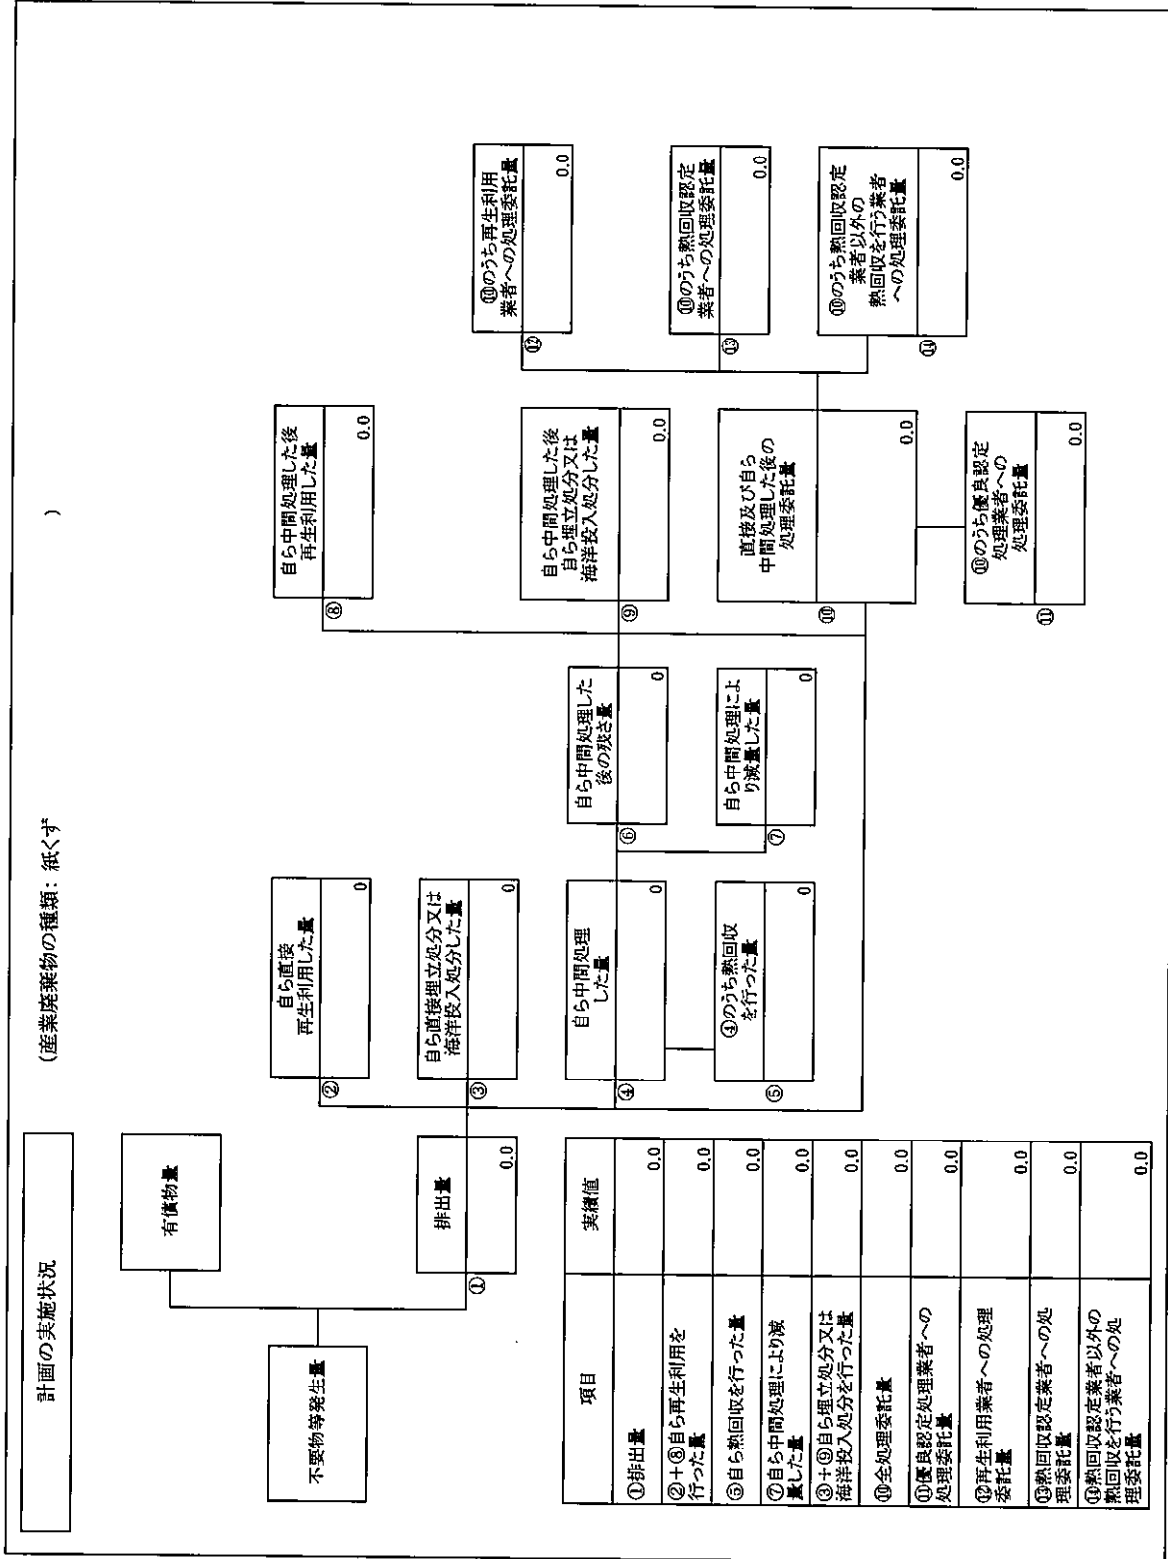 計画の実施状況
(産業廃棄物の種類: 紙くず
)
不要物等発生量
有償物量
①
排出量
0.0
②
自ら直接
再生利用した量
0
③
自ら直接埋立処分又は
海洋投入処分した量
0
④
自ら中間処理
した量
0
⑤
④のうち熱回収
を行った量
0
⑥
自ら中間処理した
後の残さ量
0
⑦
自ら中間処理によ
り減量した量
0
⑧
自ら中間処理した後
再生利用した量
0.0
⑨
自ら中間処理した後
自ら埋立処分又は
海洋投入処分した量
0.0
⑩
直接及び自ら
中間処理した後の
処理委託量
0.0
⑪
⑩のうち優良認定
処理業者への
処理委託量
0.0
⑫
⑩のうち再生利用
業者への処理委託量
0.0
⑬
⑩のうち熱回収認定
業者への処理委託量
0.0
⑭
⑩のうち熱回収認定
業者以外の
熱回収を行う業者
への処理委託量
0.0
項目
実績値
①排出量
0.0
②+⑧自ら再生利用を
行った量
0.0
⑤自ら熱回収を行った量
0.0
⑦自ら中間処理により減
量した量
0.0
③+⑨自ら埋立処分又は
海洋投入処分を行った量
0.0
⑩全処理委託量
0.0
⑪優良認定処理業者への
処理委託量
0.0
⑫再生利用業者への処理
委託量
0.0
⑬熱回収認定業者への処
理委託量
0.0
⑭熱回収認定業者以外の
熱回収を行う業者への処
理委託量
0.0